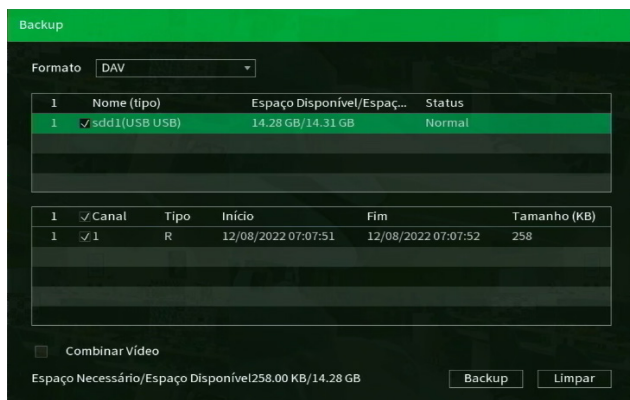 Backup
Formato DAV
1 Nome (tipo) Espaço Disponível/Espaç... Status
1 sdd1(USB USB) 14.28 GB/14.31 GB Normal
1 Canal Tipo Início Fim Tamanho (KB)
1 1 R 12/08/2022 07:07:51 12/08/2022 07:07:52 258
Combinar Vídeo
Espaço Necessário/Espaço Disponível258.00 KB/14.28 GB Backup Limpar